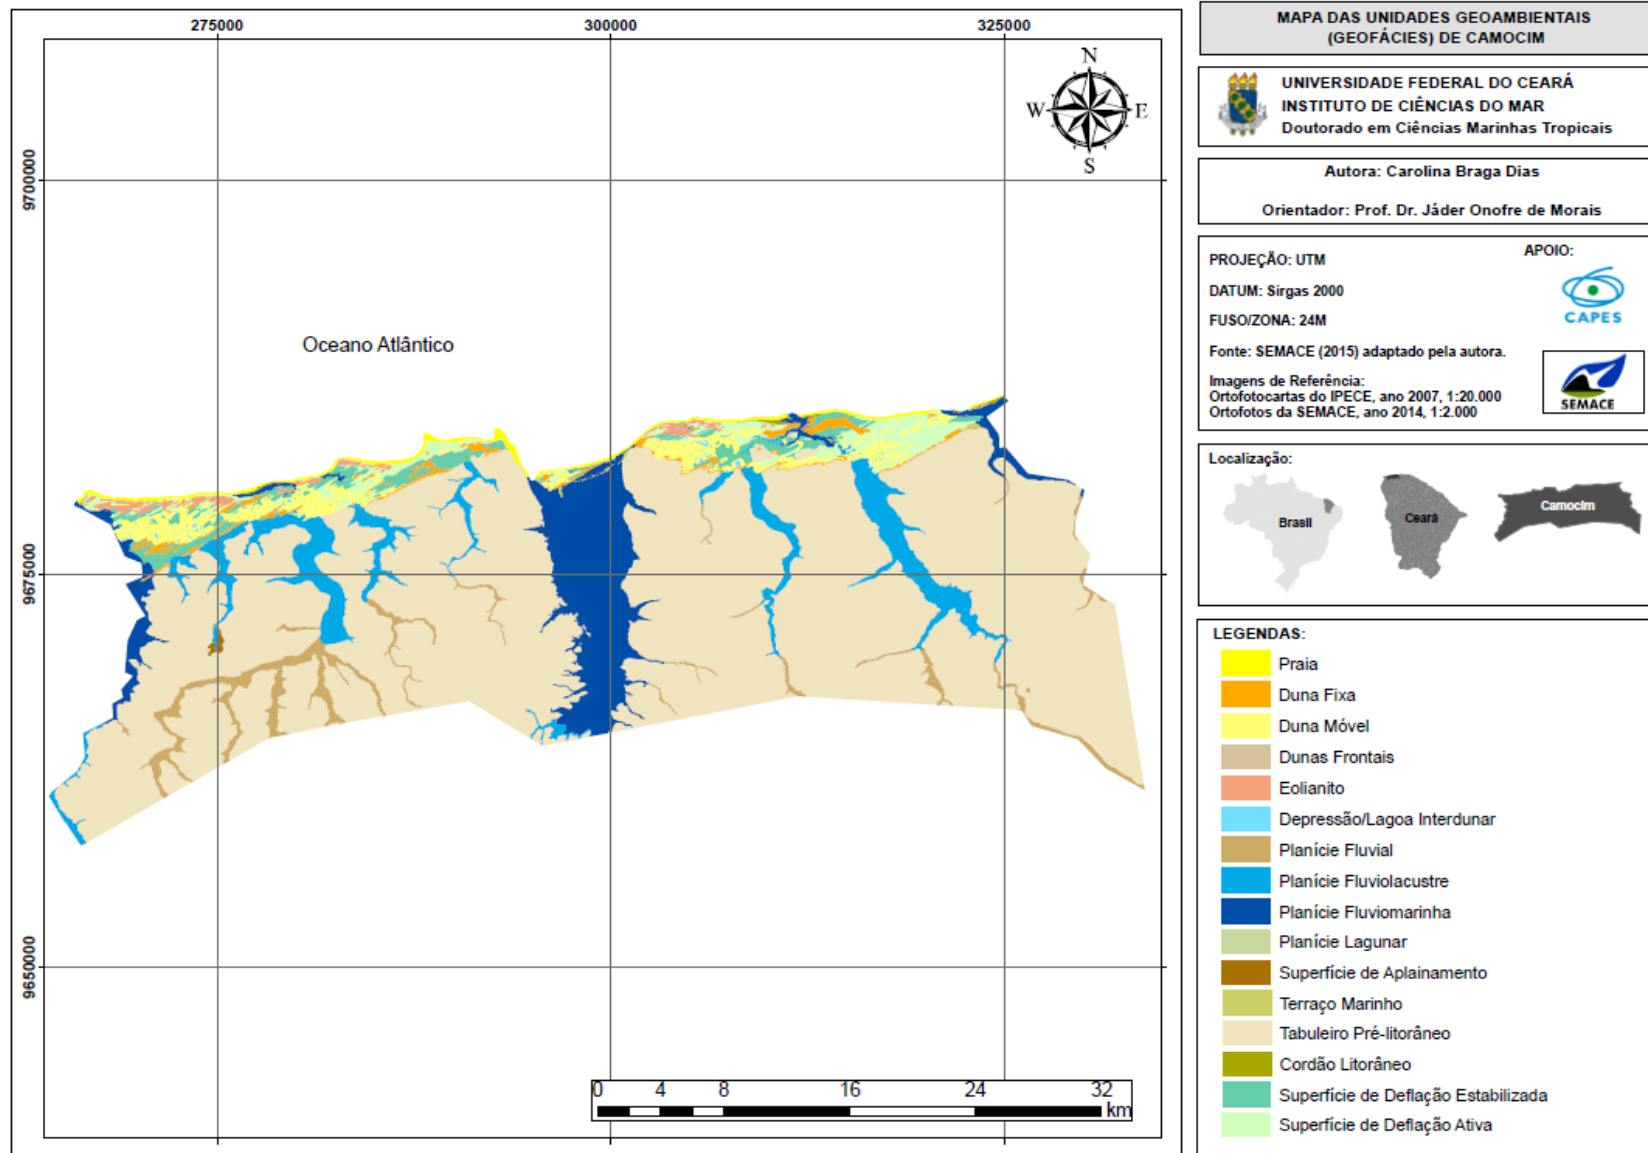 275000
300000
325000
9700000
9675000
9650000
N
W
E
S
Oceano Atlântico
0
4
8
16
24
32
km
MAPA DAS UNIDADES GEOAMBIENTAIS
(GEOFÁCIES) DE CAMOCIM
UNIVERSIDADE FEDERAL DO CEARÁ
INSTITUTO DE CIÊNCIAS DO MAR
Doutorado em Ciências Marinhas Tropicais
Autora: Carolina Braga Dias
Orientador: Prof. Dr. Jáder Onofre de Morais
APOIO:
PROJEÇÃO: UTM
DATUM: Sirgas 2000
CAPES
FUSO/ZONA: 24M
Fonte: SEMACE (2015) adaptado pela autora.
Imagens de Referência:
Ortofotocartas do IPECE, ano 2007, 1:20.000
Ortofotos da SEMACE, ano 2014, 1:2.000
SEMACE
Localização:
Brasil
Ceará
Camocim
LEGENDAS:
Praia
Duna Fixa
Duna Móvel
Dunas Frontais
Eolianito
Depressão/Lagoa Interdunar
Planície Fluvial
Planície Fluviolacustre
Planície Fluviomarinha
Planície Lagunar
Superfície de Aplainamento
Terraço Marinho
Tabuleiro Pré-litorâneo
Cordão Litorâneo
Superfície de Deflação Estabilizada
Superfície de Deflação Ativa